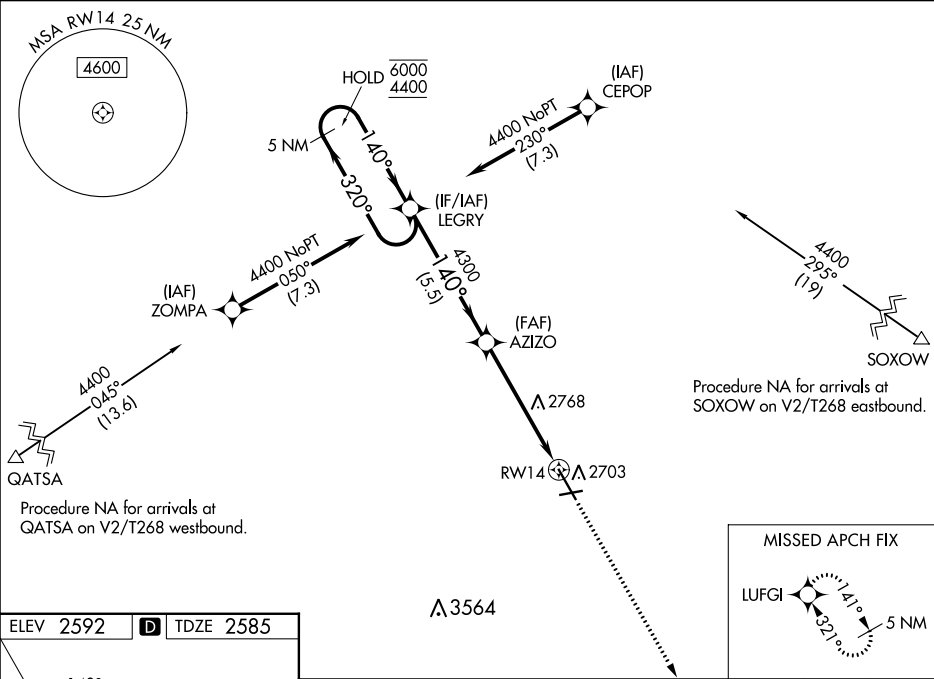 MSA RW14 25 NM
4600
HOLD 6000
4400
5 NM
140°
320°
(IF/IAF)
LEGRY
(IAF)
CEPOP
4400 NoPT
230°
(7.3)
4400 NoPT
050°
(7.3)
(IAF)
ZOMPA
4300
140°
(5.5)
(FAF)
AZIZO
4400
295°
(19)
SOXOW
Procedure NA for arrivals at
SOXOW on V2/T268 eastbound.
4400
045°
(13.6)
QATSA
Procedure NA for arrivals at
QATSA on V2/T268 westbound.
2768
RW14
2703
3564
MISSED APCH FIX
LUFGI
141°
321°
5 NM
ELEV 2592 D TDZE 2585